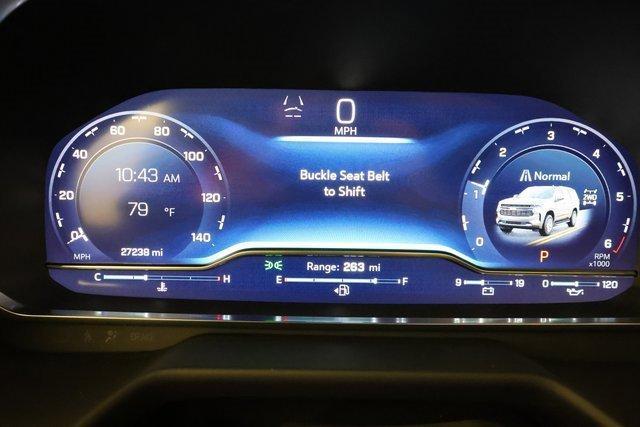 0
MPH
60 80
40 100
20 120
0 140
10:43 AM
79 °F
MPH
27239 mi
Buckle Seat Belt
to Shift
3
2 4
1 5
0 6
Normal
2WD
P
RPM
x1000
C H
Range: 263 mi
E F
9 19
0 120